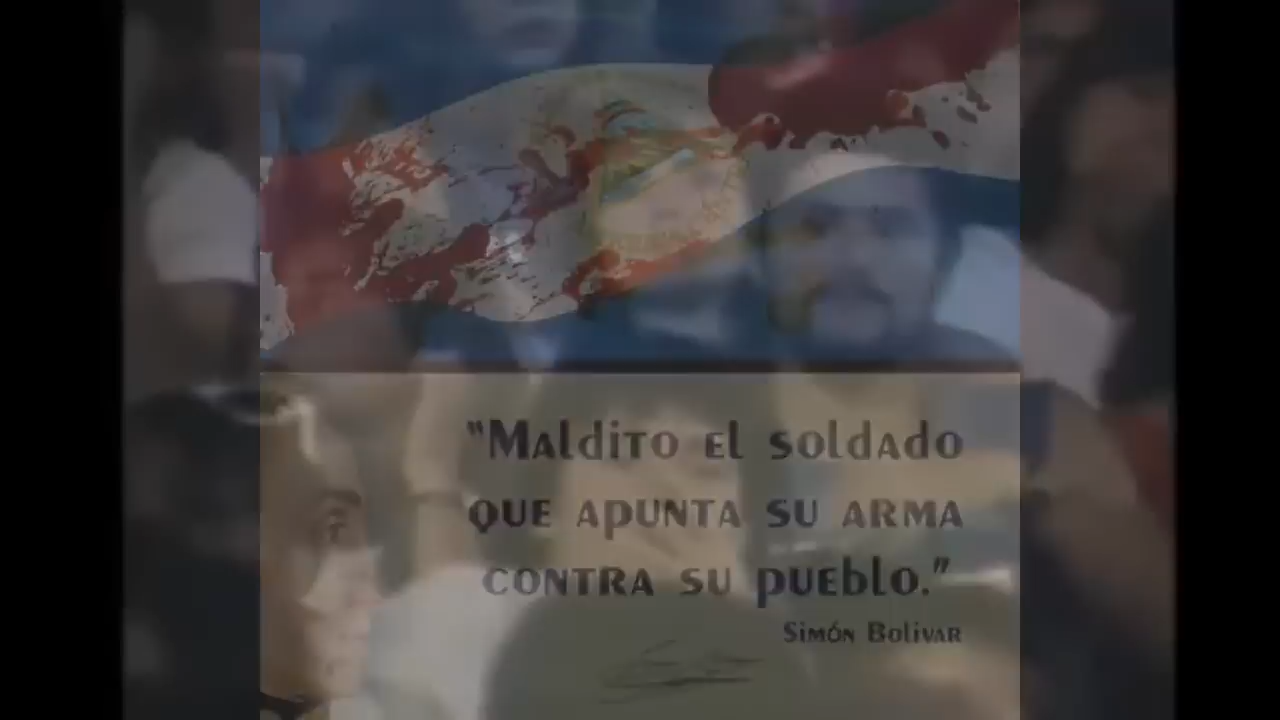 "Maldito el soldado
que apunta su arma
contra su pueblo."
Simón Bolivar